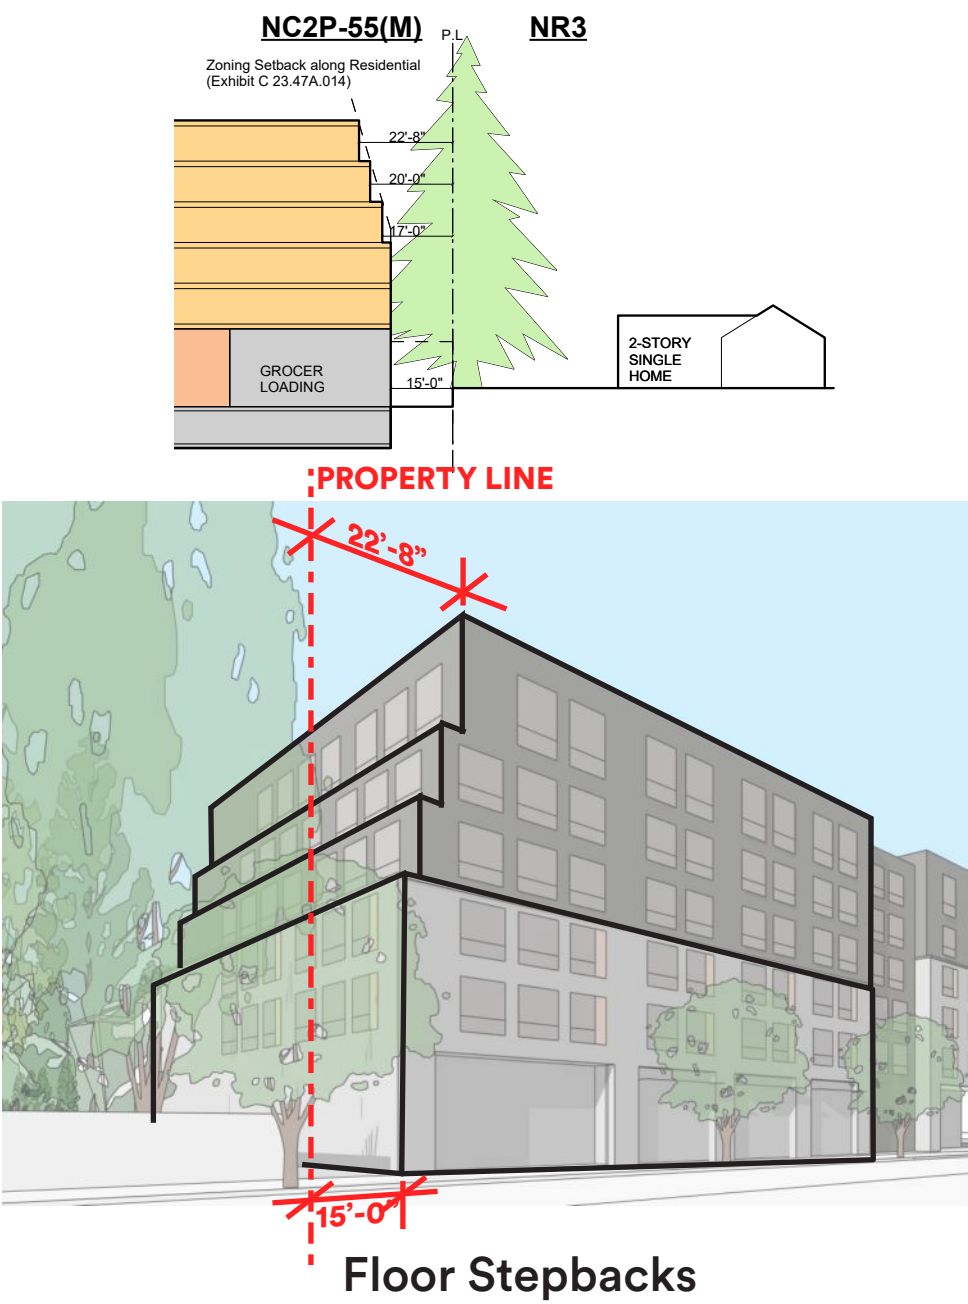 NC2P-55(M)
P.L
NR3
Zoning Setback along Residential
(Exhibit C 23.47A.014)
22'-8"
20'-0"
17'-0"
2-STORY
SINGLE
HOME
GROCER
LOADING
15'-0"
PROPERTY LINE
22'-8”
15'-0”
Floor Stepbacks